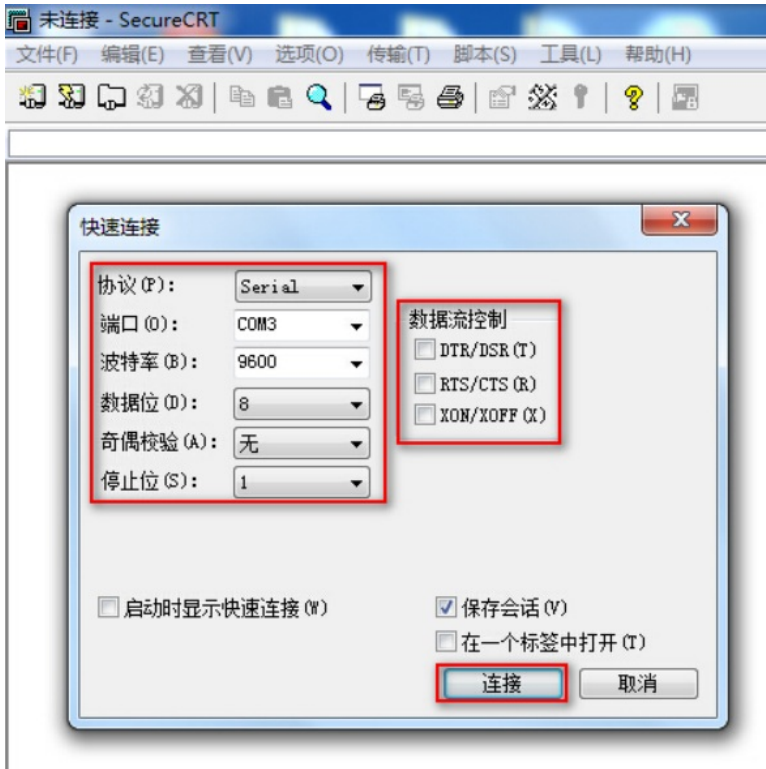 未连接 - SecureCRT
文件(F) 编辑(E) 查看(V) 选项(O) 传输(T) 脚本(S) 工具(L) 帮助(H)
快速连接
协议(P): Serial
端口(O): COM3
波特率(B): 9600
数据位(D): 8
奇偶校验(A): 无
停止位(S): 1
数据流控制
DTR/DSR(T)
RTS/CTS(R)
XON/XOFF(X)
启动时显示快速连接(W)
保存会话(V)
在一个标签中打开(T)
连接 取消